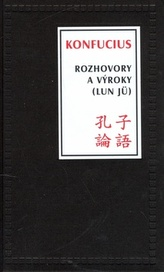 KONFUCIUS
ROZHOVORY
A VÝROKY
(LUN JÜ)
孔子
論語